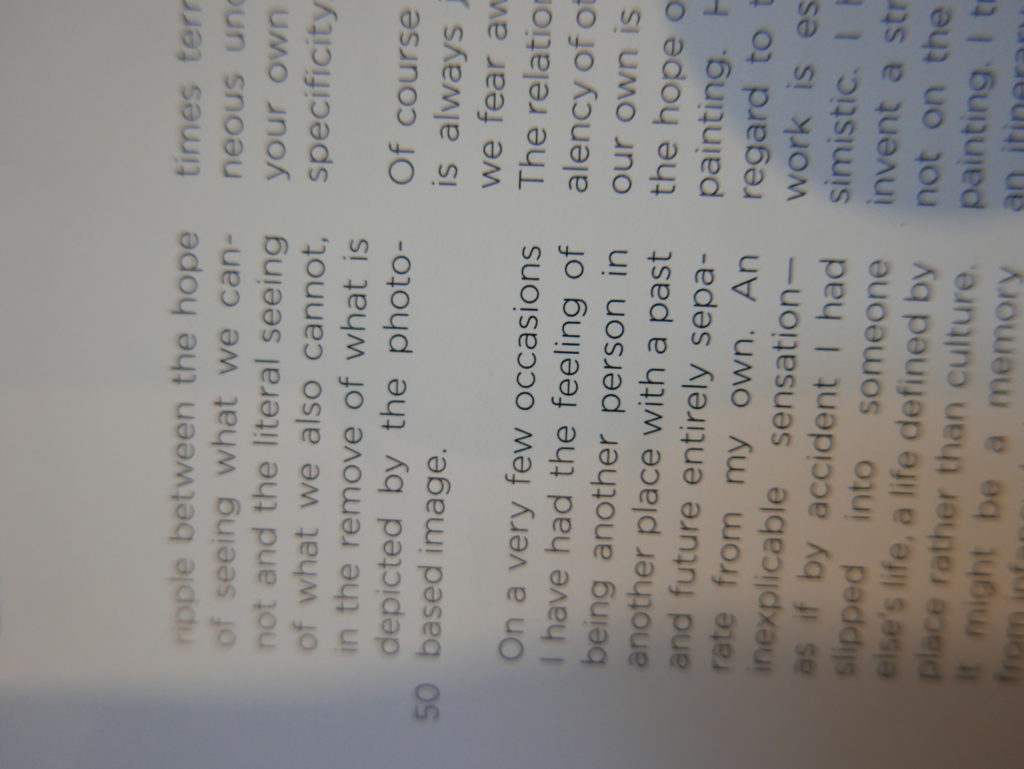 ripple between the hope
of seeing what we can-
not and the literal seeing
of what we also cannot,
in the remove of what is
depicted by the photo-
50 based image.
On a very few occasions
I have had the feeling of
being another person in
another place with a past
and future entirely sepa-
rate from my own. An
inexplicable sensation—
as if by accident I had
slipped into someone
else's life, a life defined by
place rather than culture.
It might be a memory
from
times
neous
your own
specificity.
Of course
is always
we fear
The
alency of
our own is
the hope
painting.
regard to
work is
simistic. I
invent a
not on the
painting. I
an itinerary